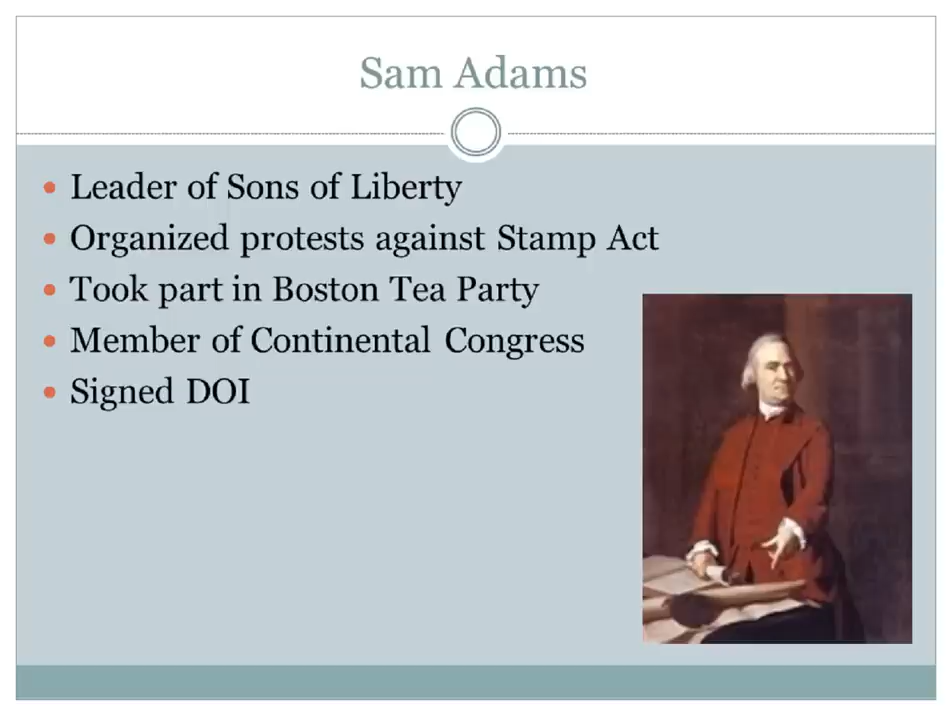 Sam Adams
Leader of Sons of Liberty
Organized protests against Stamp Act
Took part in Boston Tea Party
Member of Continental Congress
Signed DOI